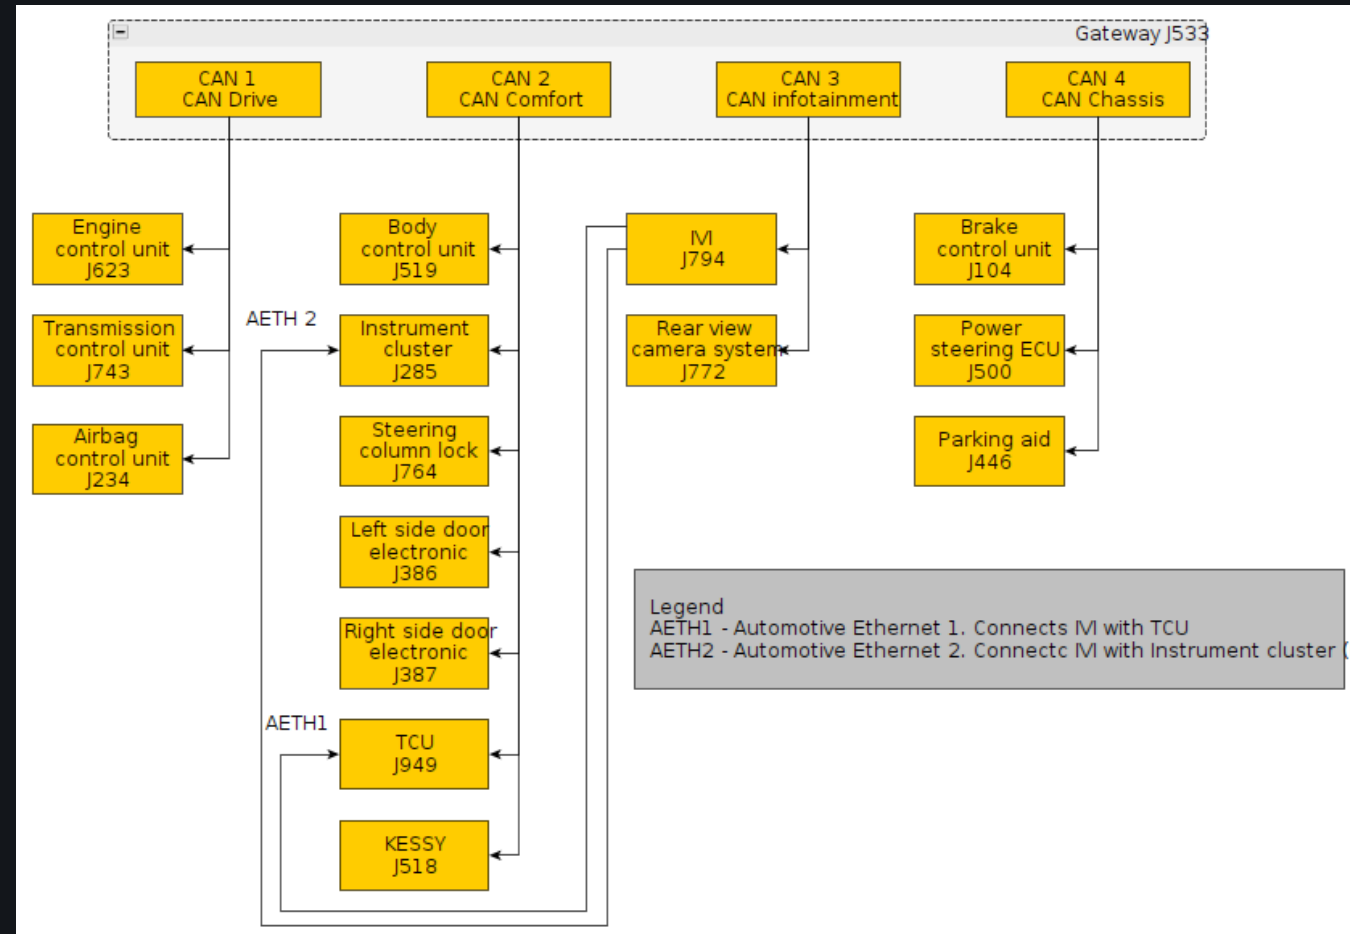 Gateway J533
CAN 1
CAN Drive
CAN 2
CAN Comfort
CAN 3
CAN infotainment
CAN 4
CAN Chassis
Engine
control unit
J623
Body
control unit
J519
IVI
J794
Brake
control unit
J104
AETH 2
Transmission
control unit
J743
Instrument
cluster
J285
Rear view
camera system
J772
Power
steering ECU
J500
Airbag
control unit
J234
Steering
column lock
J764
Parking aid
J446
Left side door
electronic
J386
Right side door
electronic
J387
Legend
AETH1 - Automotive Ethernet 1. Connects IVI with TCU
AETH2 - Automotive Ethernet 2. Connectc IVI with Instrument cluster (
AETH1
TCU
J949
KESSY
J518